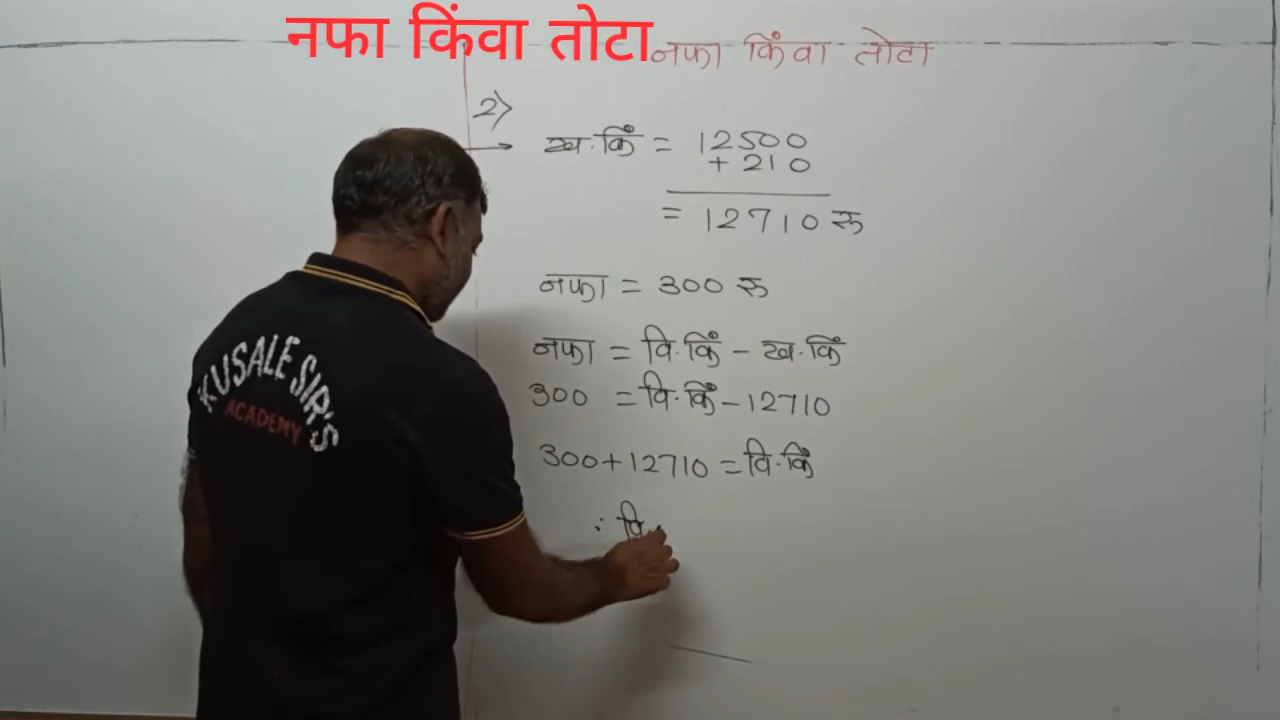 नफा किंवा तोटा
नफा किंवा तोटा
2)
ख.किं = 12500
+ 210
= 12710 रु
नफा = 300 रु
नफा = वि.किं - ख.किं
300 = वि.किं - 12710
300 + 12710 = वि.किं
∴ वि.
KUSALE SIR'S
ACADEMY